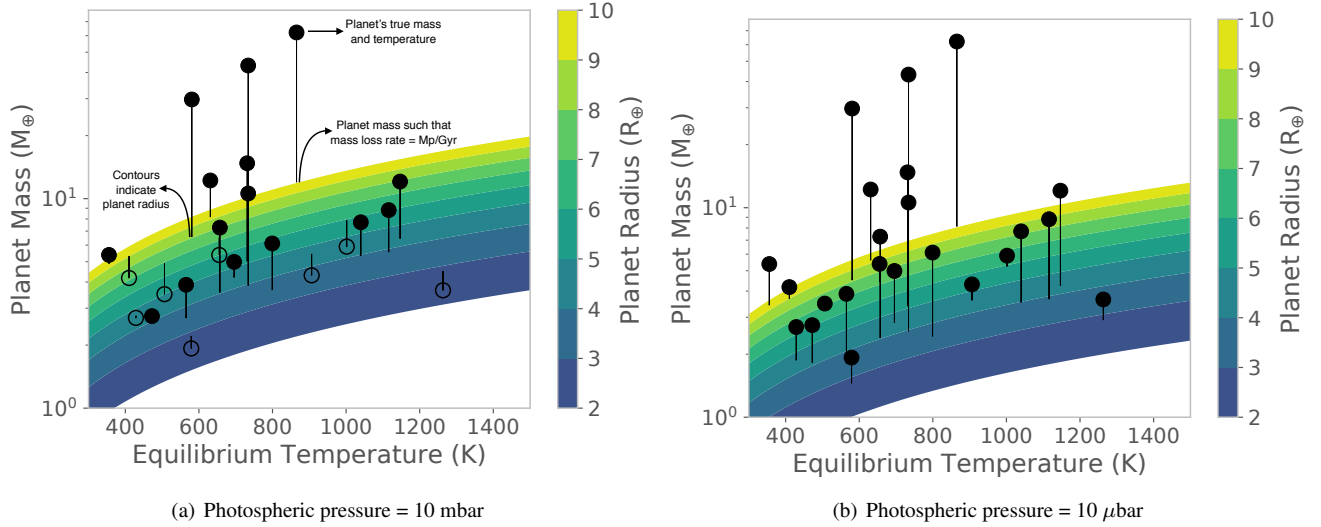 Planet's true mass
and temperature
Planet mass such that
mass loss rate = Mp/Gyr
Contours
indicate
planet radius
Planet Mass (M⊕)
10¹
10⁰
400 600 800 1000 1200 1400
Equilibrium Temperature (K)
10
9
8
7
6
5
4
3
2
Planet Radius (R⊕)
(a) Photospheric pressure = 10 mbar
Planet Mass (M⊕)
10¹
10⁰
400 600 800 1000 1200 1400
Equilibrium Temperature (K)
10
9
8
7
6
5
4
3
2
Planet Radius (R⊕)
(b) Photospheric pressure = 10 μbar